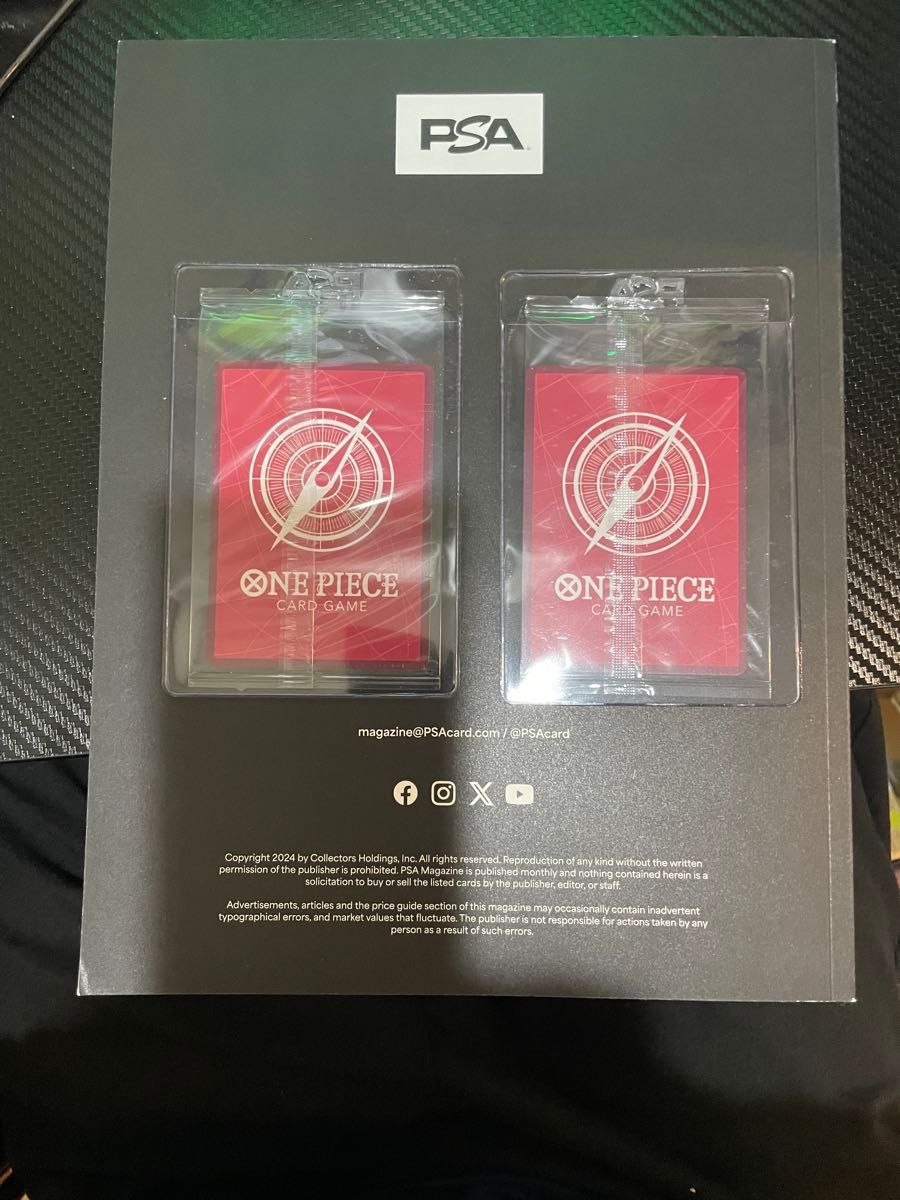 PSA
ONE PIECE
CARD GAME
ONE PIECE
CARD GAME
magazine@PSAcard.com / @PSAcard
Copyright 2024 by Collectors Holdings, Inc. All rights reserved. Reproduction of any kind without the written
permission of the publisher is prohibited. PSA Magazine is published monthly and nothing contained herein is a
solicitation to buy or sell the listed cards by the publisher, editor, or staff.
Advertisements, articles and the price guide section of this magazine may occasionally contain inadvertent
typographical errors, and market values that fluctuate. The publisher is not responsible for actions taken by any
person as a result of such errors.